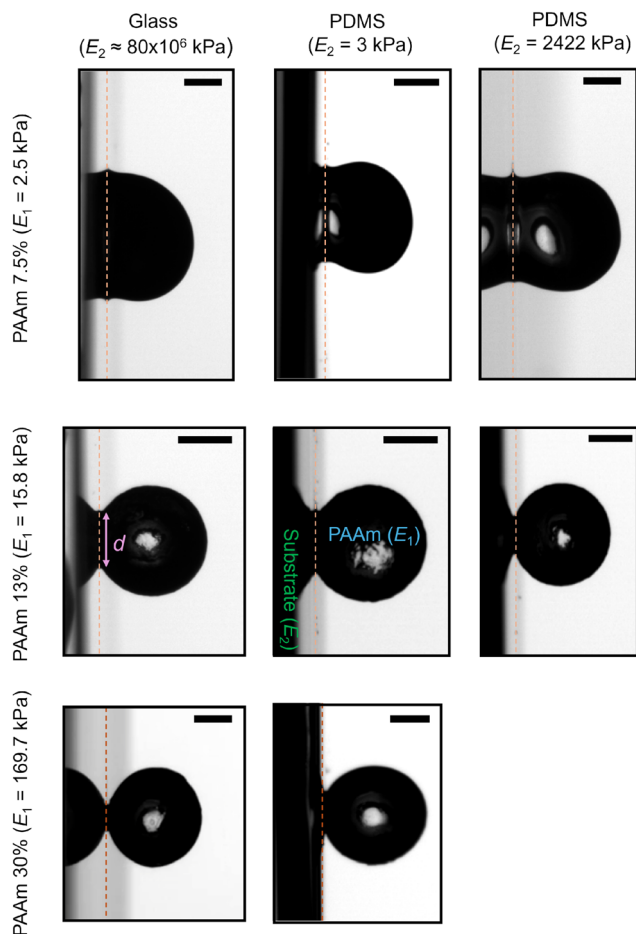 Glass
(E₂ ≈ 80x10⁶ kPa)
PDMS
(E₂ = 3 kPa)
PDMS
(E₂ = 2422 kPa)
PAAm 7.5% (E₁ = 2.5 kPa)
PAAm 13% (E₁ = 15.8 kPa)
d
Substrate (E₂)
PAAm (E₁)
PAAm 30% (E₁ = 169.7 kPa)